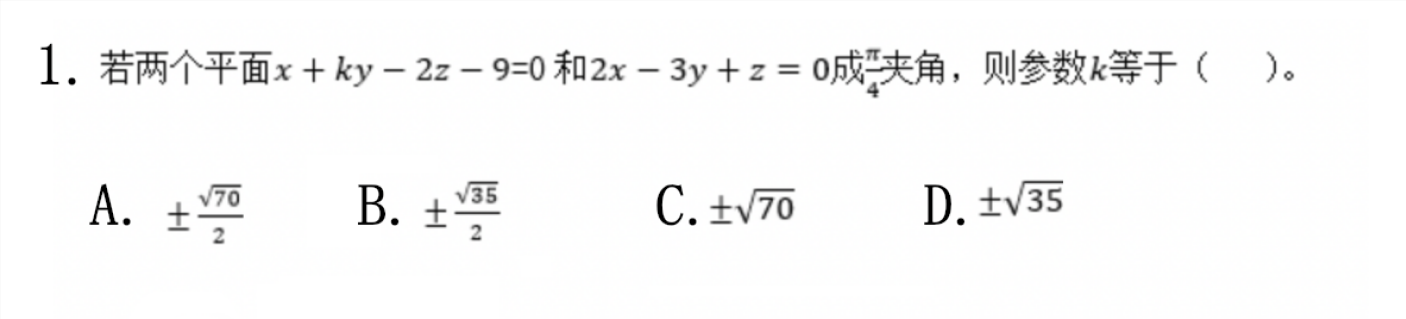 1. 若两个平面x + ky − 2z − 9=0 和2x − 3y + z = 0成π/4夹角，则参数k等于（  ）。
A. ±√70/2 B. ±√35/2 C. ±√70 D. ±√35